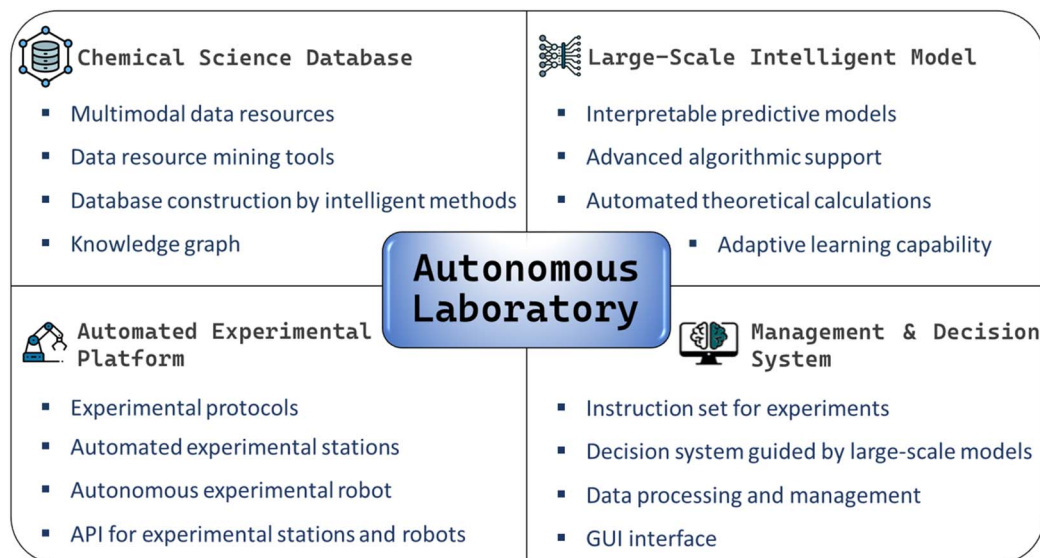 Chemical Science Database
▪ Multimodal data resources
▪ Data resource mining tools
▪ Database construction by intelligent methods
▪ Knowledge graph
Large-Scale Intelligent Model
▪ Interpretable predictive models
▪ Advanced algorithmic support
▪ Automated theoretical calculations
▪ Adaptive learning capability
Autonomous
Laboratory
Automated Experimental
Platform
▪ Experimental protocols
▪ Automated experimental stations
▪ Autonomous experimental robot
▪ API for experimental stations and robots
Management & Decision
System
▪ Instruction set for experiments
▪ Decision system guided by large-scale models
▪ Data processing and management
▪ GUI interface